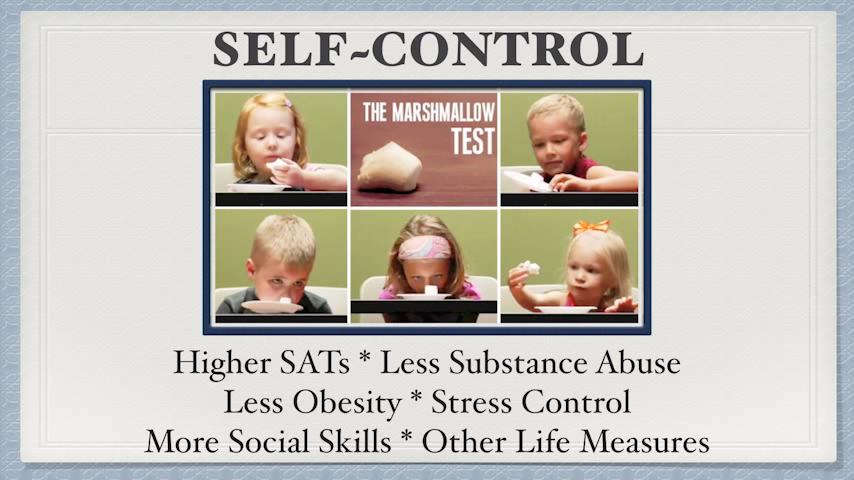 SELF-CONTROL
THE MARSHMALLOW
TEST
Higher SATs * Less Substance Abuse
Less Obesity * Stress Control
More Social Skills * Other Life Measures